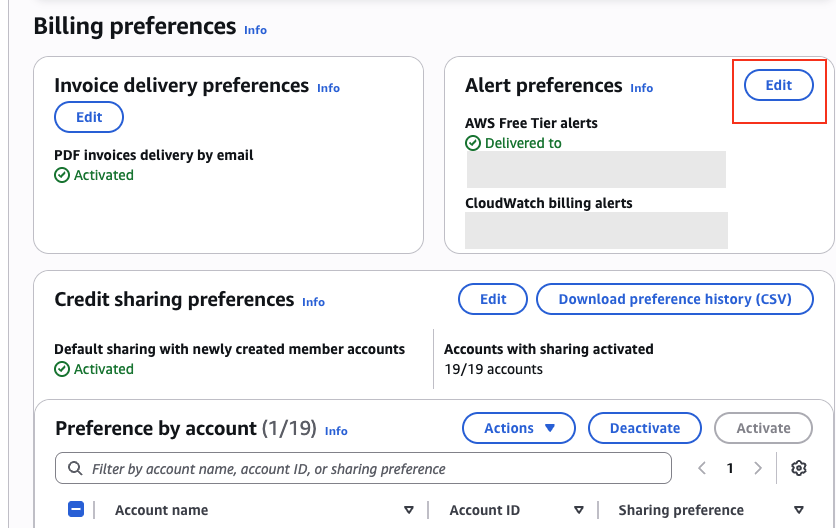 Billing preferences Info
Invoice delivery preferences Info
Edit
PDF invoices delivery by email
Activated
Alert preferences Info
Edit
AWS Free Tier alerts
Delivered to
CloudWatch billing alerts
Credit sharing preferences Info
Edit
Download preference history (CSV)
Default sharing with newly created member accounts
Activated
Accounts with sharing activated
19/19 accounts
Preference by account (1/19) Info
Actions
Deactivate
Activate
Filter by account name, account ID, or sharing preference
1
Account name
Account ID
Sharing preference